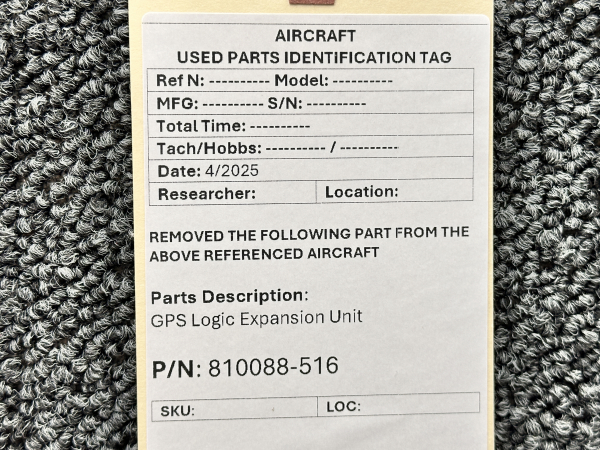 AIRCRAFT
USED PARTS IDENTIFICATION TAG
Ref N: ---------- Model: ----------
MFG: ---------- S/N: ----------
Total Time: ----------
Tach/Hobbs: ---------- / ----------
Date: 4/2025
Researcher: Location:
REMOVED THE FOLLOWING PART FROM THE
ABOVE REFERENCED AIRCRAFT
Parts Description:
GPS Logic Expansion Unit
P/N: 810088-516
SKU: LOC: